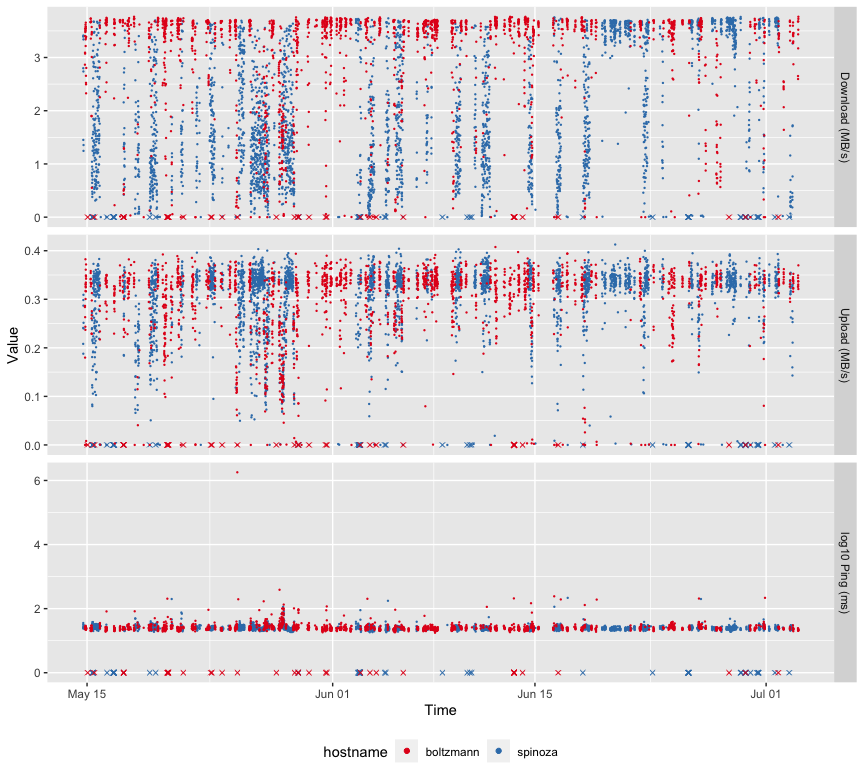 3
2
1
0
Download (MB/s)
0.4
0.3
0.2
0.1
0.0
Upload (MB/s)
Value
6
4
2
0
log10 Ping (ms)
May 15 Jun 01 Jun 15 Jul 01
Time
hostname boltzmann spinoza